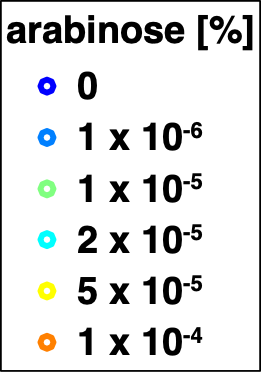 arabinose [%]
0
1 x 10⁻⁶
1 x 10⁻⁵
2 x 10⁻⁵
5 x 10⁻⁵
1 x 10⁻⁴